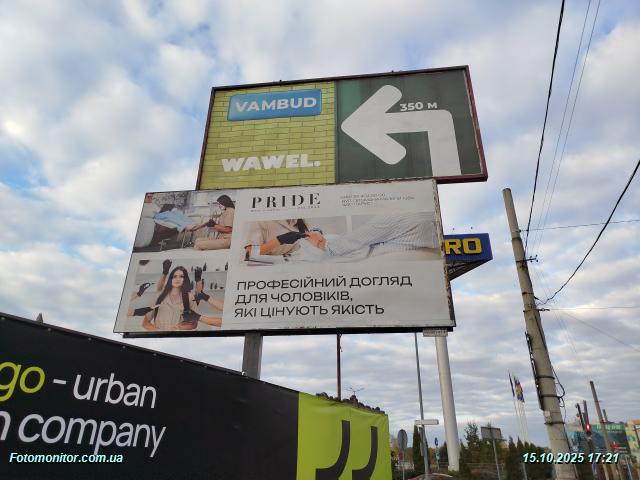 VAMBUD
350 м
WAWEL.
PRIDE
RO
ПРОФЕСІЙНИЙ ДОГЛЯД
ДЛЯ ЧОЛОВІКІВ,
ЯКІ ЦІНУЮТЬ ЯКІСТЬ
go - urban
n company
Fotomonitor.com.ua
15.10.2025 17:21